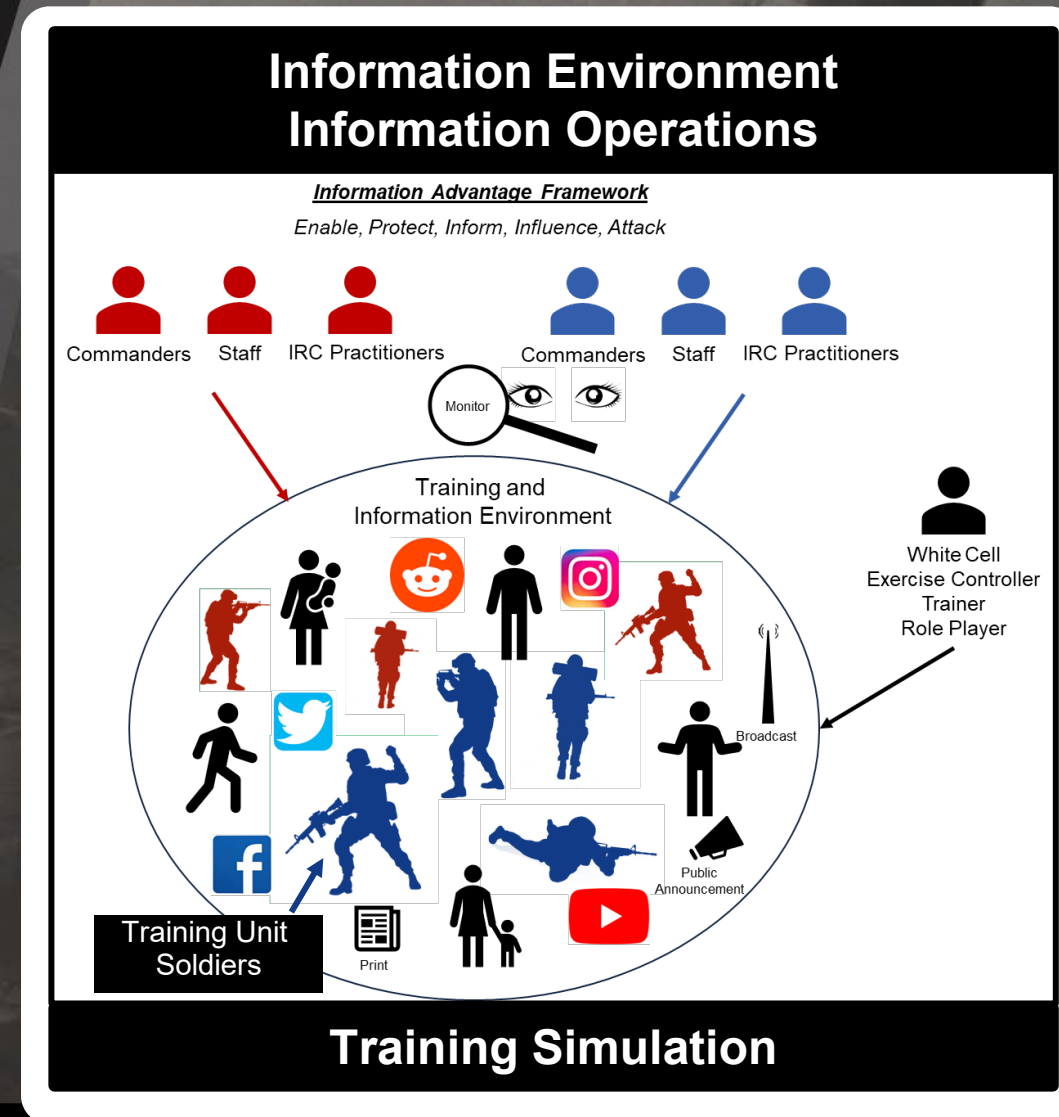 Information Environment
Information Operations
Information Advantage Framework
Enable, Protect, Inform, Influence, Attack
Commanders
Staff
IRC Practitioners
Commanders
Staff
IRC Practitioners
Monitor
Training and
Information Environment
White Cell
Exercise Controller
Trainer
Role Player
Broadcast
Public
Announcement
Training Unit
Soldiers
Print
Training Simulation